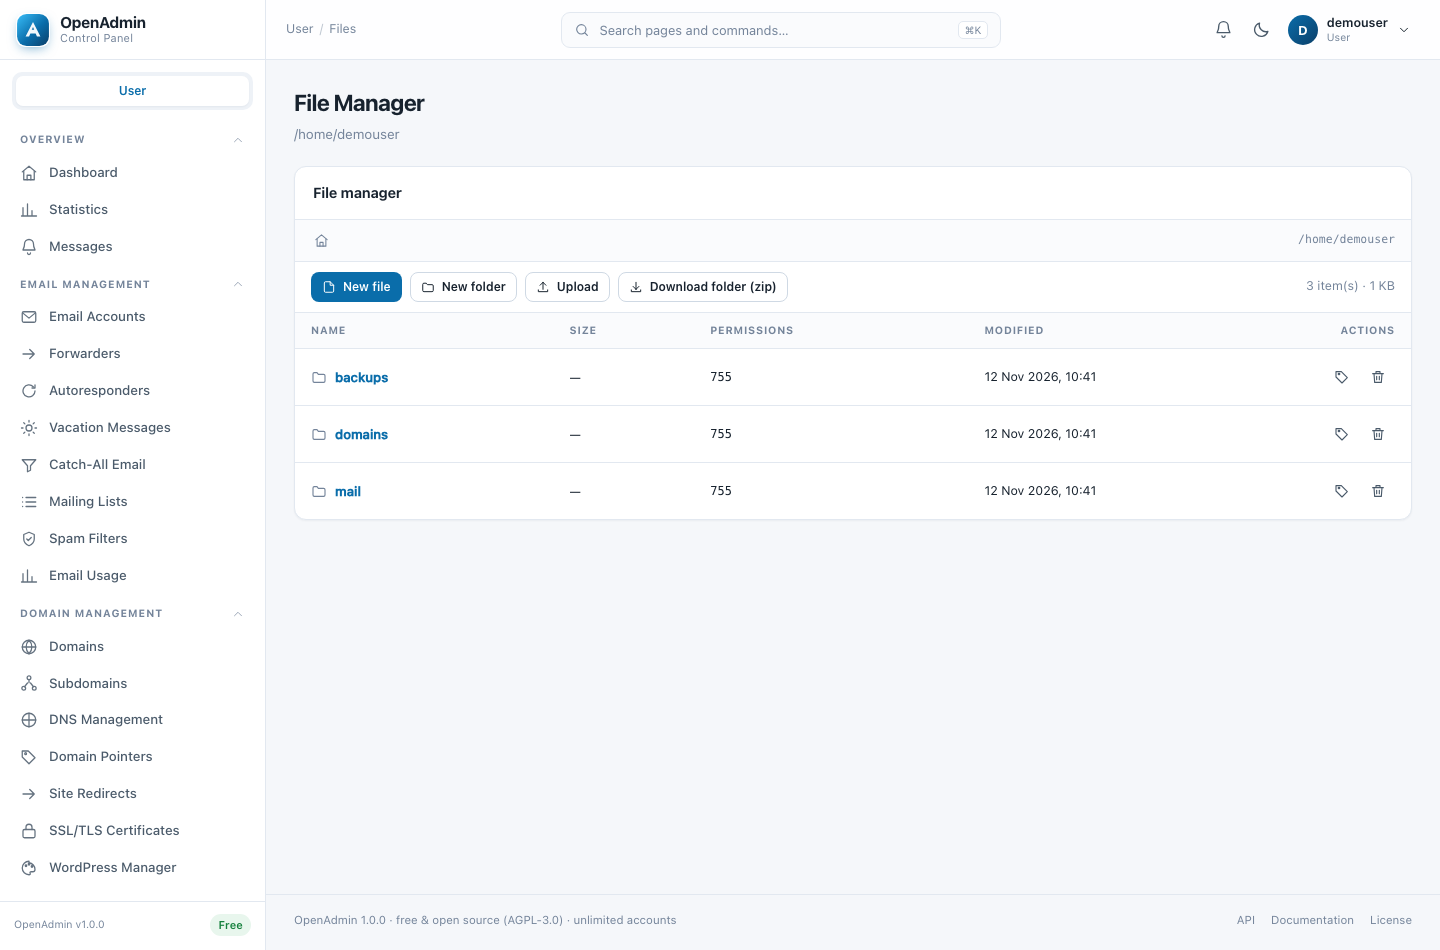 OpenAdmin
Control Panel
User / Files
Search pages and commands...
⌘K
D
demouser
User
User
OVERVIEW
Dashboard
Statistics
Messages
EMAIL MANAGEMENT
Email Accounts
Forwarders
Autoresponders
Vacation Messages
Catch-All Email
Mailing Lists
Spam Filters
Email Usage
DOMAIN MANAGEMENT
Domains
Subdomains
DNS Management
Domain Pointers
Site Redirects
SSL/TLS Certificates
WordPress Manager
OpenAdmin v1.0.0
Free
File Manager
/home/demouser
File manager
/home/demouser
New file
New folder
Upload
Download folder (zip)
3 item(s) · 1 KB
NAME SIZE PERMISSIONS MODIFIED ACTIONS
backups — 755 12 Nov 2026, 10:41
domains — 755 12 Nov 2026, 10:41
mail — 755 12 Nov 2026, 10:41
OpenAdmin 1.0.0 · free & open source (AGPL-3.0) · unlimited accounts
API Documentation License